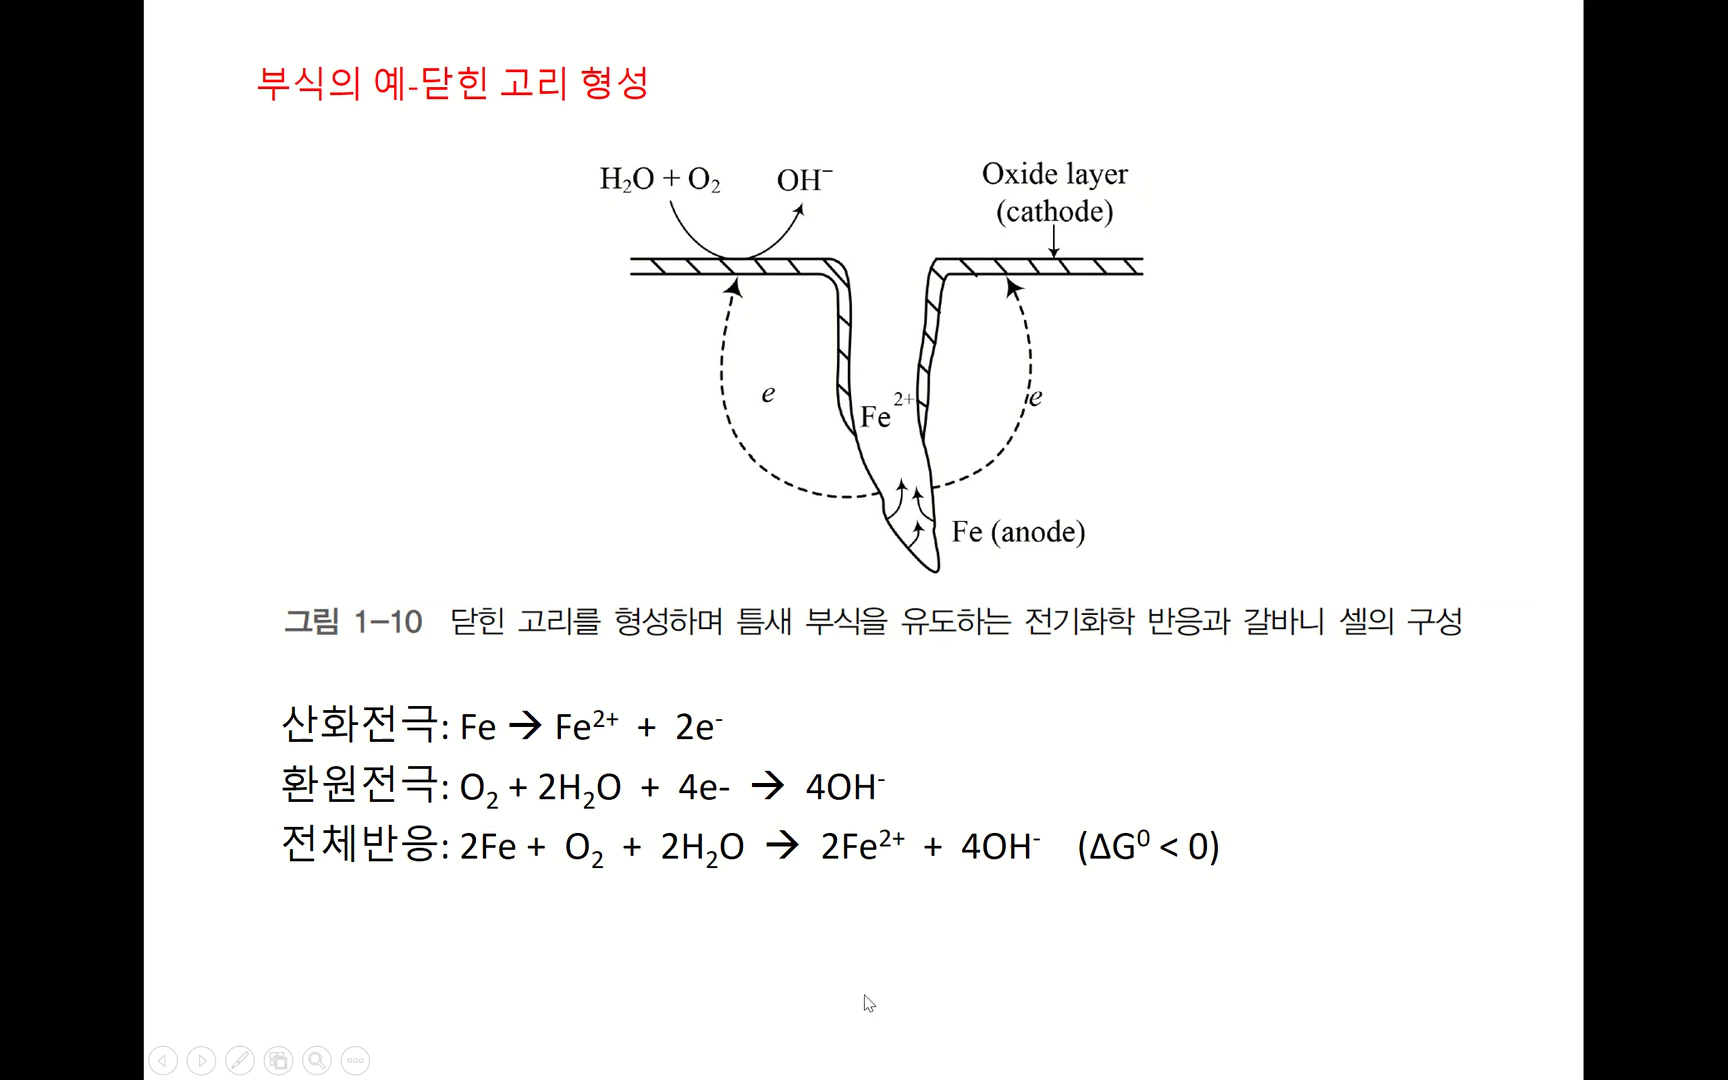 부식의 예-닫힌 고리 형성
H₂O + O₂ OH⁻
Oxide layer
(cathode)
e
Fe²⁺
e
Fe (anode)
그림 1-10 닫힌 고리를 형성하며 틈새 부식을 유도하는 전기화학 반응과 갈바니 셀의 구성
산화전극: Fe → Fe²⁺ + 2e⁻
환원전극: O₂ + 2H₂O + 4e- → 4OH⁻
전체반응: 2Fe + O₂ + 2H₂O → 2Fe²⁺ + 4OH⁻ (ΔG⁰ < 0)